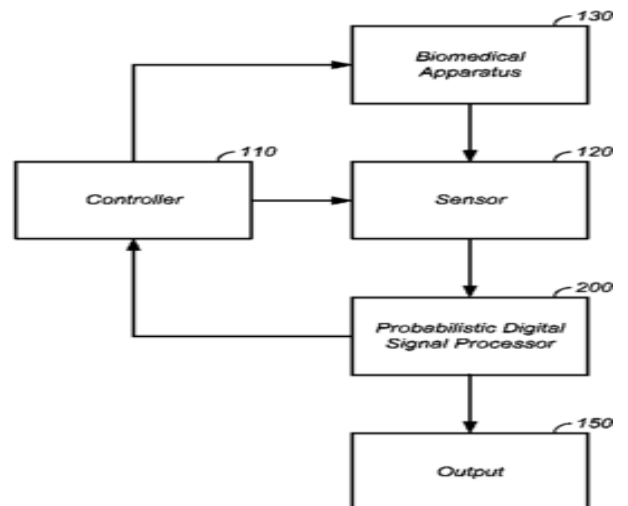 130
Biomedical
Apparatus
110
120
Controller
Sensor
200
Probabilistic Digital
Signal Processor
150
Output